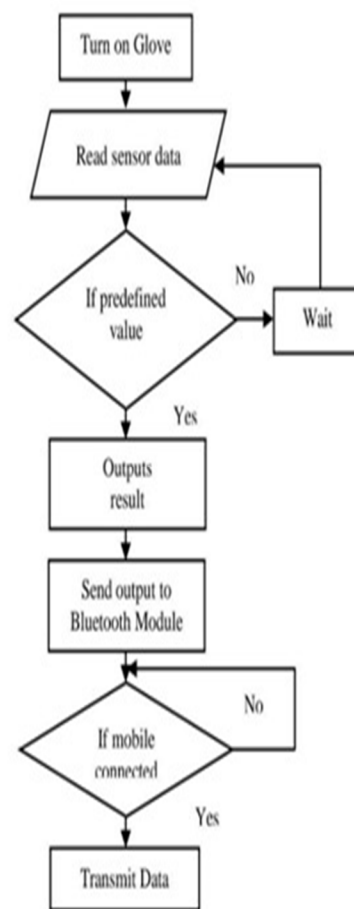 Turn on Glove
Read sensor data
If predefined
value
No
Wait
Yes
Outputs
result
Send output to
Bluetooth Module
No
If mobile
connected
Yes
Transmit Data